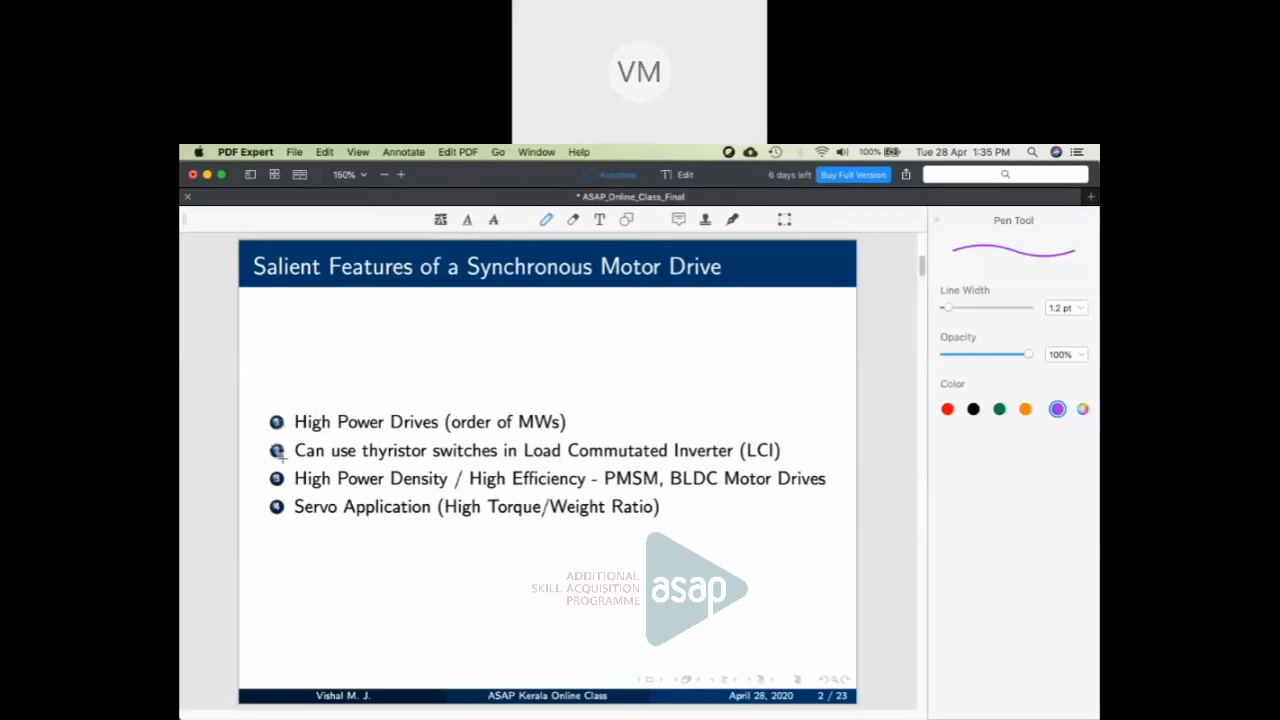 VM
PDF Expert File Edit View Annotate Edit PDF Go Window Help 100% Tue 28 Apr 1:35 PM
150% Annotate T Edit 6 days left Buy Full Version
* ASAP_Online_Class_Final
A A T
Pen Tool
Line Width
1.2 pt
Opacity
100%
Color
Salient Features of a Synchronous Motor Drive
1 High Power Drives (order of MWs)
2 Can use thyristor switches in Load Commutated Inverter (LCI)
3 High Power Density / High Efficiency - PMSM, BLDC Motor Drives
4 Servo Application (High Torque/Weight Ratio)
ADDITIONAL
SKILL ACQUISITION
PROGRAMME
asap
Vishal M. J. ASAP Kerala Online Class April 28, 2020 2 / 23